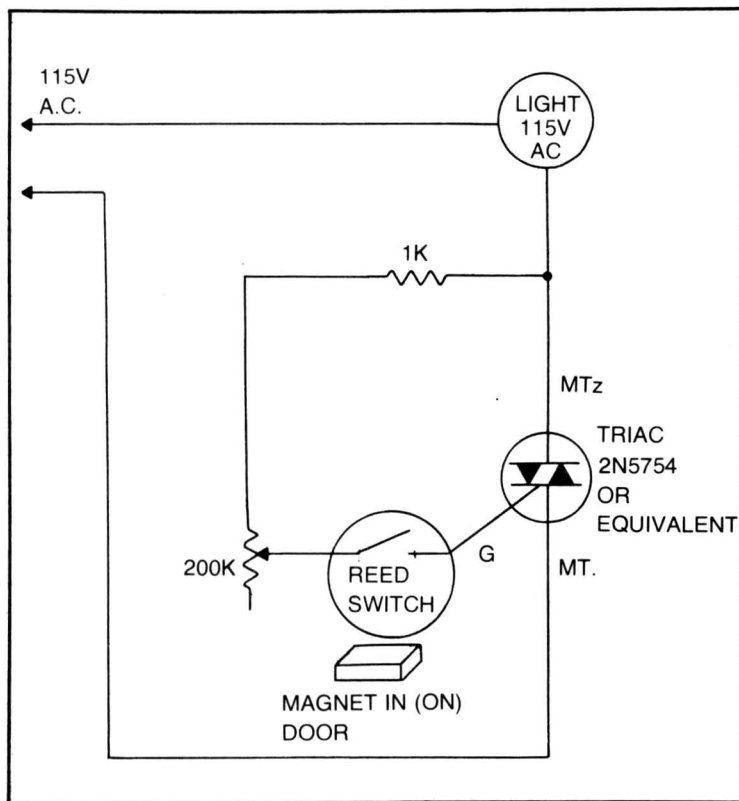 115V
A.C.
LIGHT
115V
AC
1K
MTz
TRIAC
2N5754
OR
EQUIVALENT
200K
REED
SWITCH
G
MT.
MAGNET IN (ON)
DOOR